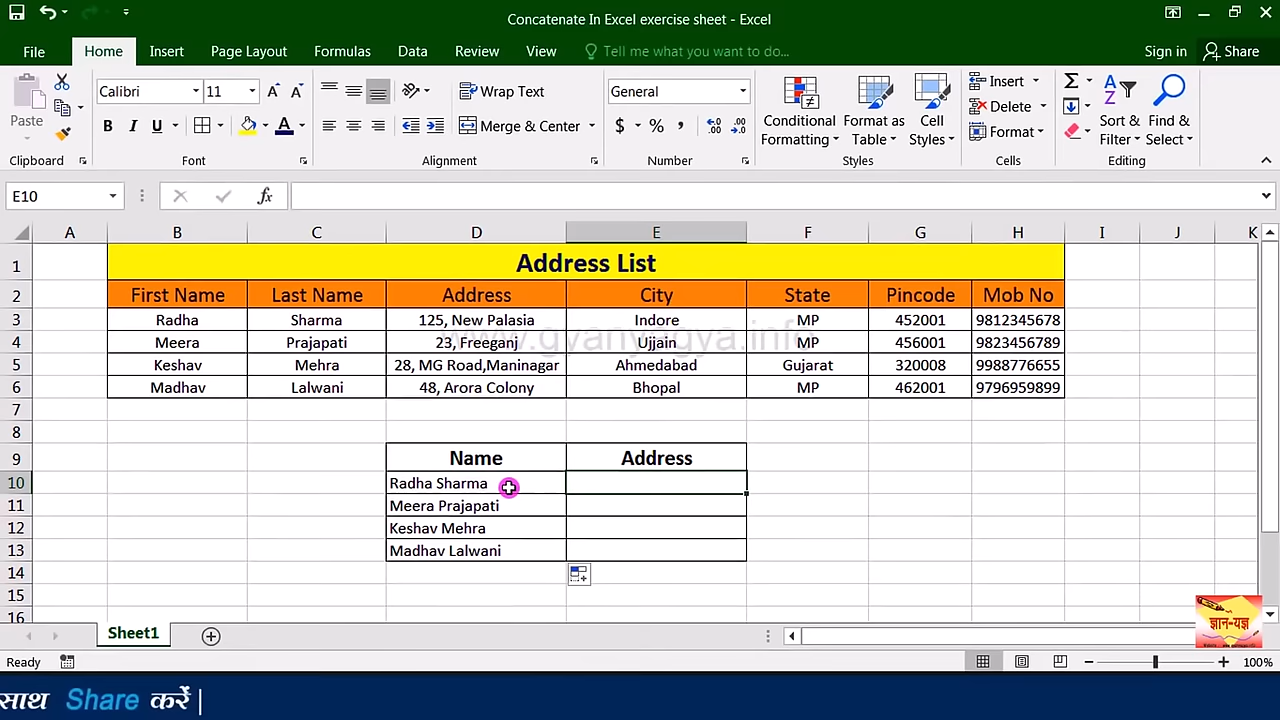 Concatenate In Excel exercise sheet - Excel
File Home Insert Page Layout Formulas Data Review View Tell me what you want to do... Sign in Share
Paste
Calibri 11
Wrap Text
General
Conditional Formatting
Format as Table
Cell Styles
Insert
Sort & Filter
Find & Select
B I U
Merge & Center
$ % ,
Delete
Format
Clipboard Font Alignment Number Styles Cells Editing
E10 fx
A B C D E F G H I J K
1 Address List
2 First Name Last Name Address City State Pincode Mob No
3 Radha Sharma 125, New Palasia Indore MP 452001 9812345678
www.gyanyagya.info
4 Meera Prajapati 23, Freeganj Ujjain MP 456001 9823456789
5 Keshav Mehra 28, MG Road,Maninagar Ahmedabad Gujarat 320008 9988776655
6 Madhav Lalwani 48, Arora Colony Bhopal MP 462001 9796959899
7
8
9 Name Address
10 Radha Sharma
11 Meera Prajapati
12 Keshav Mehra
13 Madhav Lalwani
14
15
16
ज्ञान-यज्ञ
Sheet1
Ready 100%
साथ Share करें |